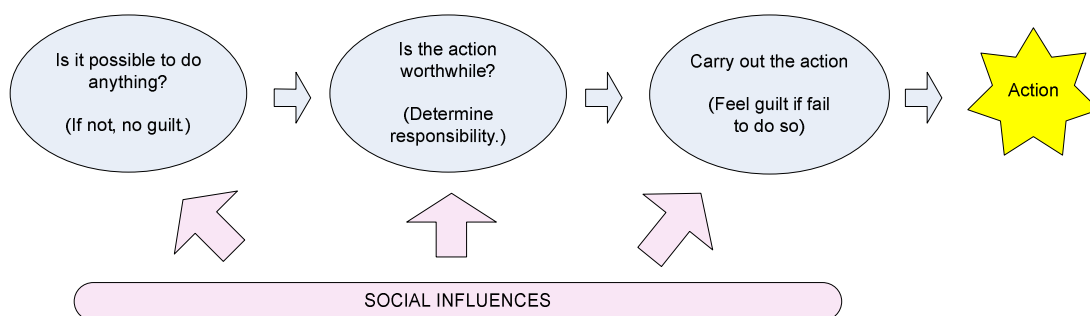 Is it possible to do
anything?
(If not, no guilt.)
Is the action
worthwhile?
(Determine
responsibility.)
Carry out the action
(Feel guilt if fail
to do so)
Action
SOCIAL INFLUENCES